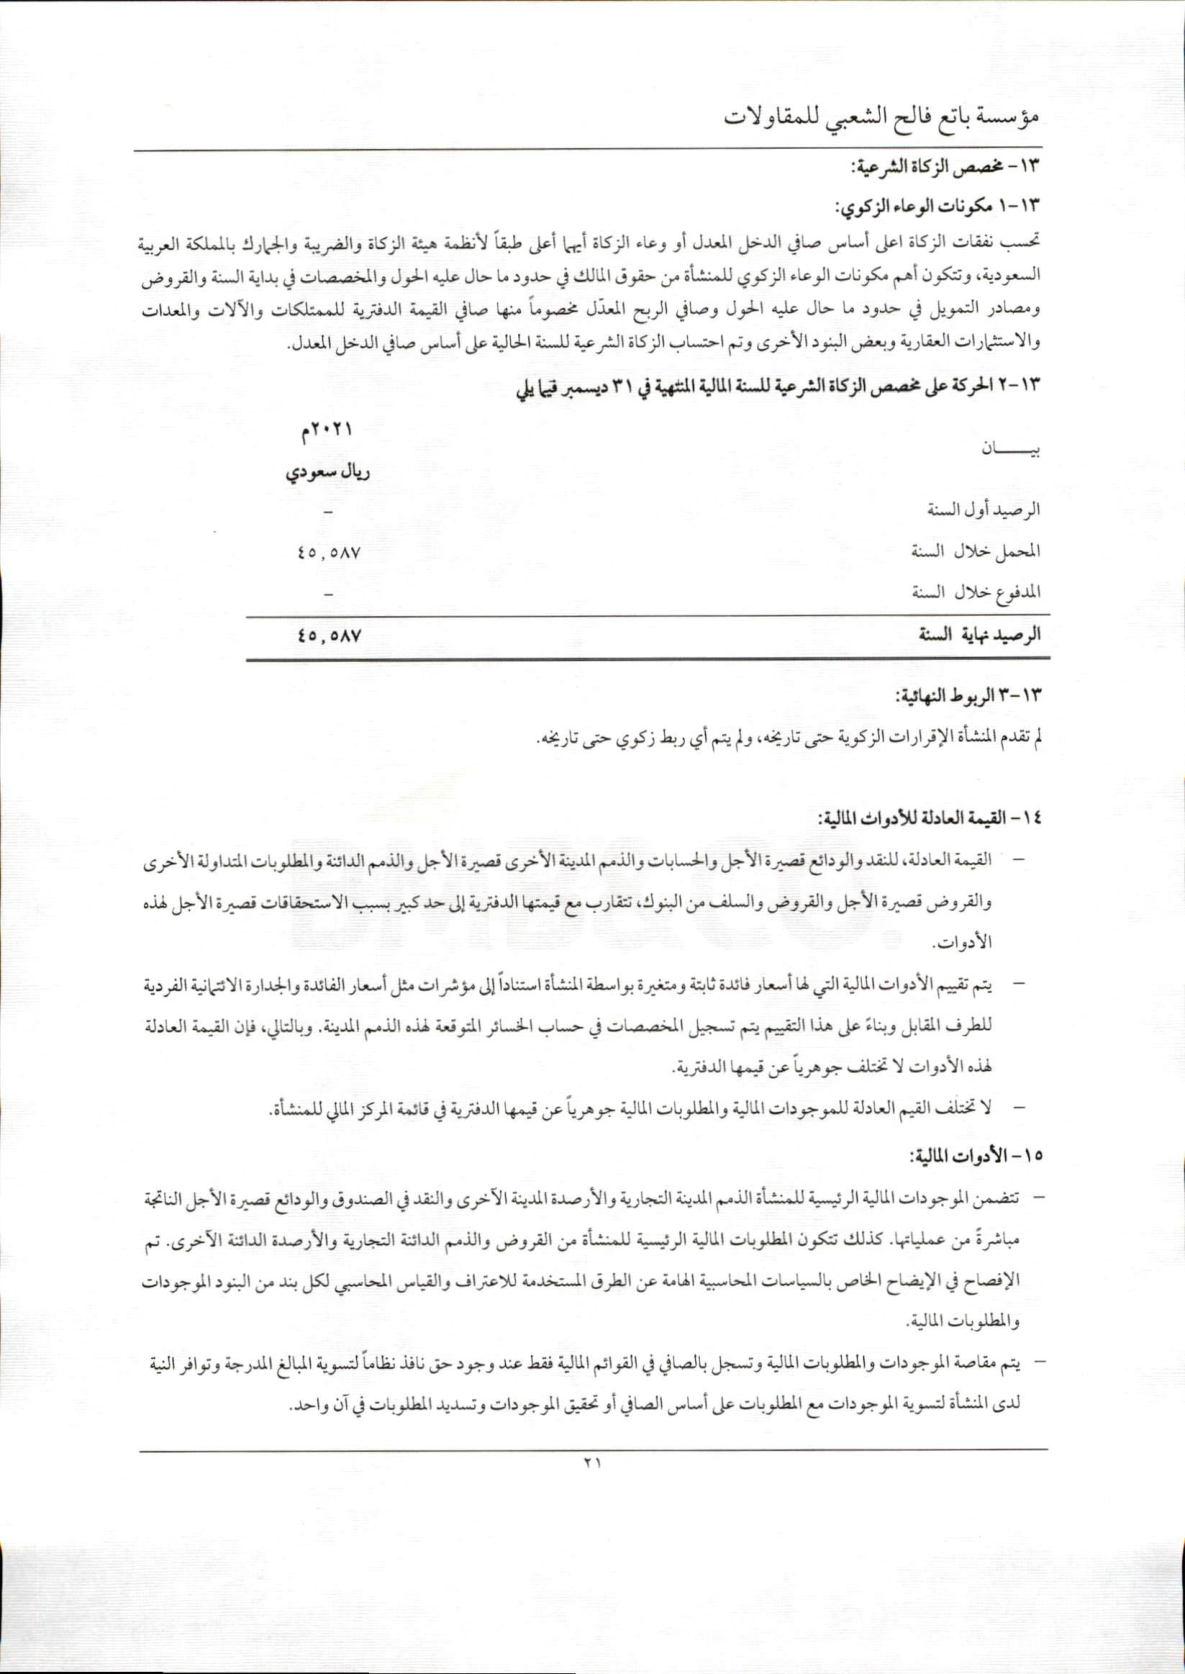 مؤسسة باتع فالح الشعبي للمقاولات
١٣- مخصص الزكاة الشرعية:
١٣-١ مكونات الوعاء الزكوي:
تحسب نفقات الزكاة اعلى أساس صافي الدخل المعدل أو وعاء الزكاة أيهما أعلى طبقاً لأنظمة هيئة الزكاة والضريبة والجمارك بالمملكة العربية
السعودية، وتتكون أهم مكونات الوعاء الزكوي للمنشأة من حقوق المالك في حدود ما حال عليه الحول والمخصصات في بداية السنة والقروض
ومصادر التمويل في حدود ما حال عليه الحول وصافي الربح المعدّل مخصوماً منها صافي القيمة الدفترية للممتلكات والآلات والمعدات
والاستثمارات العقارية وبعض البنود الأخرى وتم احتساب الزكاة الشرعية للسنة الحالية على أساس صافي الدخل المعدل.
١٣-٢ الحركة على مخصص الزكاة الشرعية للسنة المالية المنتهية في ٣١ ديسمبر فيما يلي
بيـــــــان ٢٠٢١م
ريال سعودي
الرصيد أول السنة –
المحمل خلال السنة ٤٥,٥٨٧
المدفوع خلال السنة –
الرصيد نهاية السنة ٤٥,٥٨٧
١٣-٣ الربوط النهائية:
لم تقدم المنشأة الإقرارات الزكوية حتى تاريخه، ولم يتم أي ربط زكوي حتى تاريخه.
١٤- القيمة العادلة للأدوات المالية:
– القيمة العادلة، للنقد والودائع قصيرة الأجل والحسابات والذمم المدينة الأخرى قصيرة الأجل والذمم الدائنة والمطلوبات المتداولة الأخرى
والقروض قصيرة الأجل والقروض والسلف من البنوك، تتقارب مع قيمتها الدفترية إلى حد كبير بسبب الاستحقاقات قصيرة الأجل لهذه
الأدوات.
– يتم تقييم الأدوات المالية التي لها أسعار فائدة ثابتة ومتغيرة بواسطة المنشأة استناداً إلى مؤشرات مثل أسعار الفائدة والجدارة الائتمانية الفردية
للطرف المقابل وبناءً على هذا التقييم يتم تسجيل المخصصات في حساب الخسائر المتوقعة لهذه الذمم المدينة. وبالتالي، فإن القيمة العادلة
لهذه الأدوات لا تختلف جوهرياً عن قيمها الدفترية.
– لا تختلف القيم العادلة للموجودات المالية والمطلوبات المالية جوهرياً عن قيمها الدفترية في قائمة المركز المالي للمنشأة.
١٥- الأدوات المالية:
– تتضمن الموجودات المالية الرئيسية للمنشأة الذمم المدينة التجارية والأرصدة المدينة الآخرى والنقد في الصندوق والودائع قصيرة الأجل الناتجة
مباشرةً من عملياتها. كذلك تتكون المطلوبات المالية الرئيسية للمنشأة من القروض والذمم الدائنة التجارية والأرصدة الدائنة الآخرى. تم
الإفصاح في الإيضاح الخاص بالسياسات المحاسبية الهامة عن الطرق المستخدمة للاعتراف والقياس المحاسبي لكل بند من البنود الموجودات
والمطلوبات المالية.
– يتم مقاصة الموجودات والمطلوبات المالية وتسجل بالصافي في القوائم المالية فقط عند وجود حق نافذ نظاماً لتسوية المبالغ المدرجة وتوافر النية
لدى المنشأة لتسوية الموجودات مع المطلوبات على أساس الصافي أو تحقيق الموجودات وتسديد المطلوبات في آن واحد.
٢١